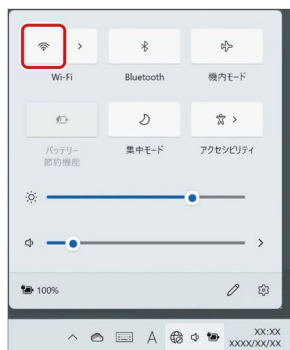 Wi-Fi
Bluetooth
機内モード
バッテリー
節約機能
集中モード
アクセシビリティ
100%
A
XX:XX
XXXX/XX/XX